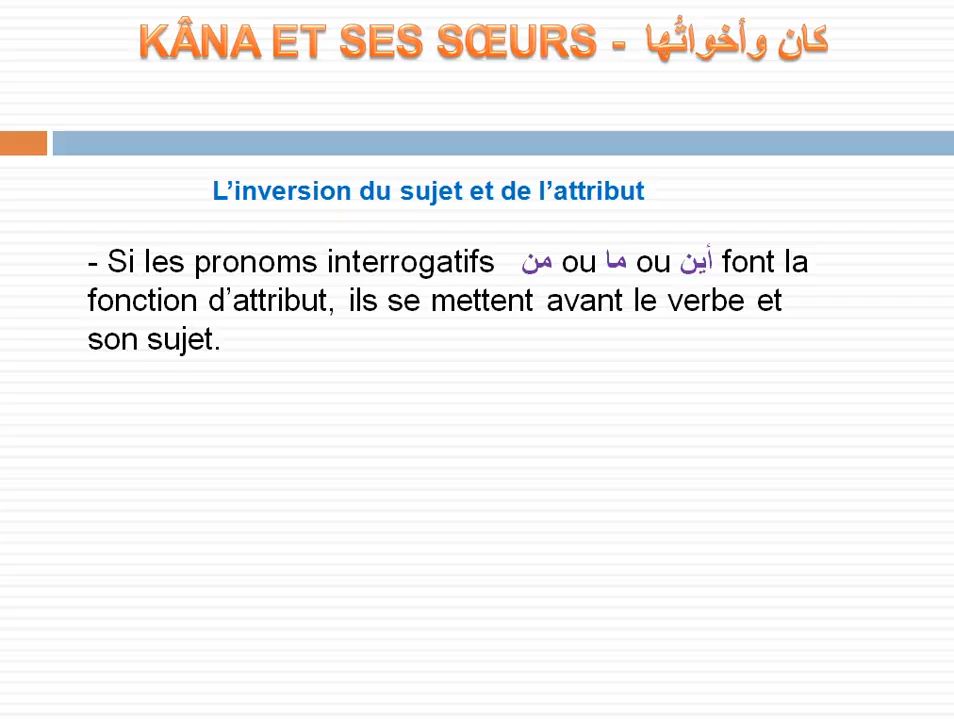 KÂNA ET SES SŒURS - كان وأخواتُها
L’inversion du sujet et de l’attribut
- Si les pronoms interrogatifs من ou ما ou أين font la
fonction d’attribut, ils se mettent avant le verbe et
son sujet.